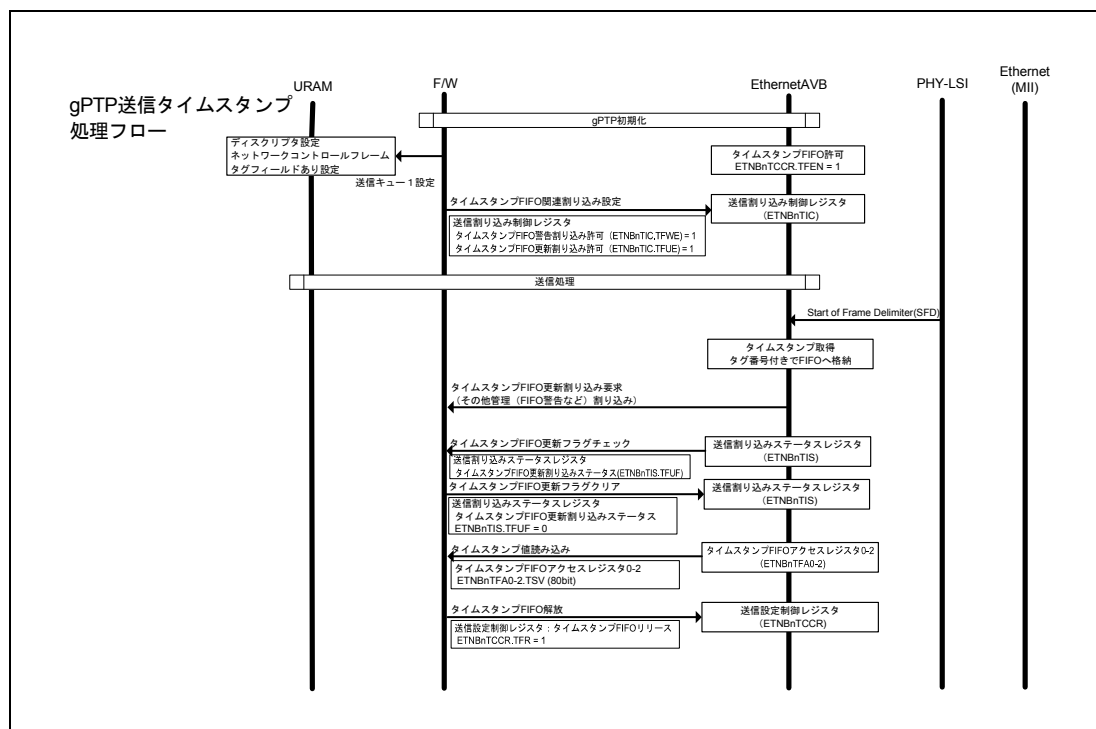 gPTP送信タイムスタンプ
処理フロー
URAM
F/W
EthernetAVB
PHY-LSI
Ethernet
(MII)
gPTP初期化
ディスクリプタ設定
ネットワークコントロールフレーム
タグフィールドあり設定
送信キュー１設定
タイムスタンプFIFO許可
ETNBnTCCR.TFEN = 1
タイムスタンプFIFO関連割り込み設定
送信割り込み制御レジスタ
（ETNBnTIC）
送信割り込み制御レジスタ
タイムスタンプFIFO警告割り込み許可（ETNBnTIC,TFWE) = 1
タイムスタンプFIFO更新割り込み許可（ETNBnTIC.TFUE) = 1
送信処理
Start of Frame Delimiter(SFD)
タイムスタンプ取得
タグ番号付きでFIFOへ格納
タイムスタンプFIFO更新割り込み要求
（その他管理（FIFO警告など）割り込み）
タイムスタンプFIFO更新フラグチェック
送信割り込みステータスレジスタ
（ETNBnTIS）
送信割り込みステータスレジスタ
タイムスタンプFIFO更新割り込みステータス(ETNBnTIS.TFUF)
タイムスタンプFIFO更新フラグクリア
送信割り込みステータスレジスタ
（ETNBnTIS）
送信割り込みステータスレジスタ
タイムスタンプFIFO更新割り込みステータス
ETNBnTIS.TFUF = 0
タイムスタンプ値読み込み
タイムスタンプFIFOアクセスレジスタ0-2
（ETNBnTFA0-2）
タイムスタンプFIFOアクセスレジスタ0-2
ETNBnTFA0-2.TSV (80bit)
タイムスタンプFIFO解放
送信設定制御レジスタ
（ETNBnTCCR）
送信設定制御レジスタ：タイムスタンプFIFOリリース
ETNBnTCCR.TFR = 1